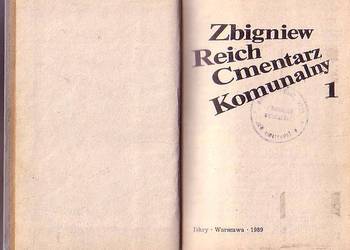 Zbigniew
Reich
Cmentarz
Komunalny
1
Iskry · Warszawa · 1989